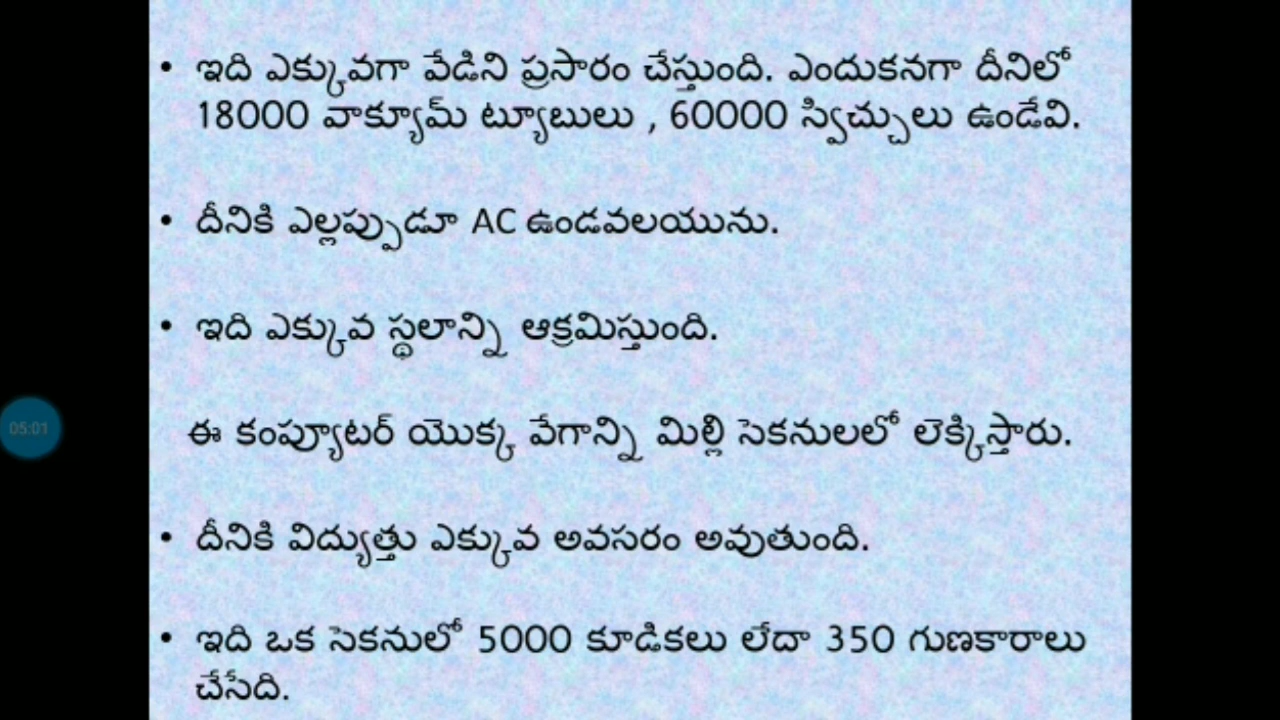 • ఇది ఎక్కువగా వేడిని ప్రసారం చేస్తుంది. ఎందుకనగా దీనిలో
18000 వాక్యూమ్ ట్యూబులు , 60000 స్విచ్చులు ఉండేవి.
• దీనికి ఎల్లప్పుడూ AC ఉండవలయును.
• ఇది ఎక్కువ స్థలాన్ని ఆక్రమిస్తుంది.
ఈ కంప్యూటర్ యొక్క వేగాన్ని మిల్లి సెకనులలో లెక్కిస్తారు.
05:01
• దీనికి విద్యుత్తు ఎక్కువ అవసరం అవుతుంది.
• ఇది ఒక సెకనులో 5000 కూడికలు లేదా 350 గుణకారాలు
చేసేది.